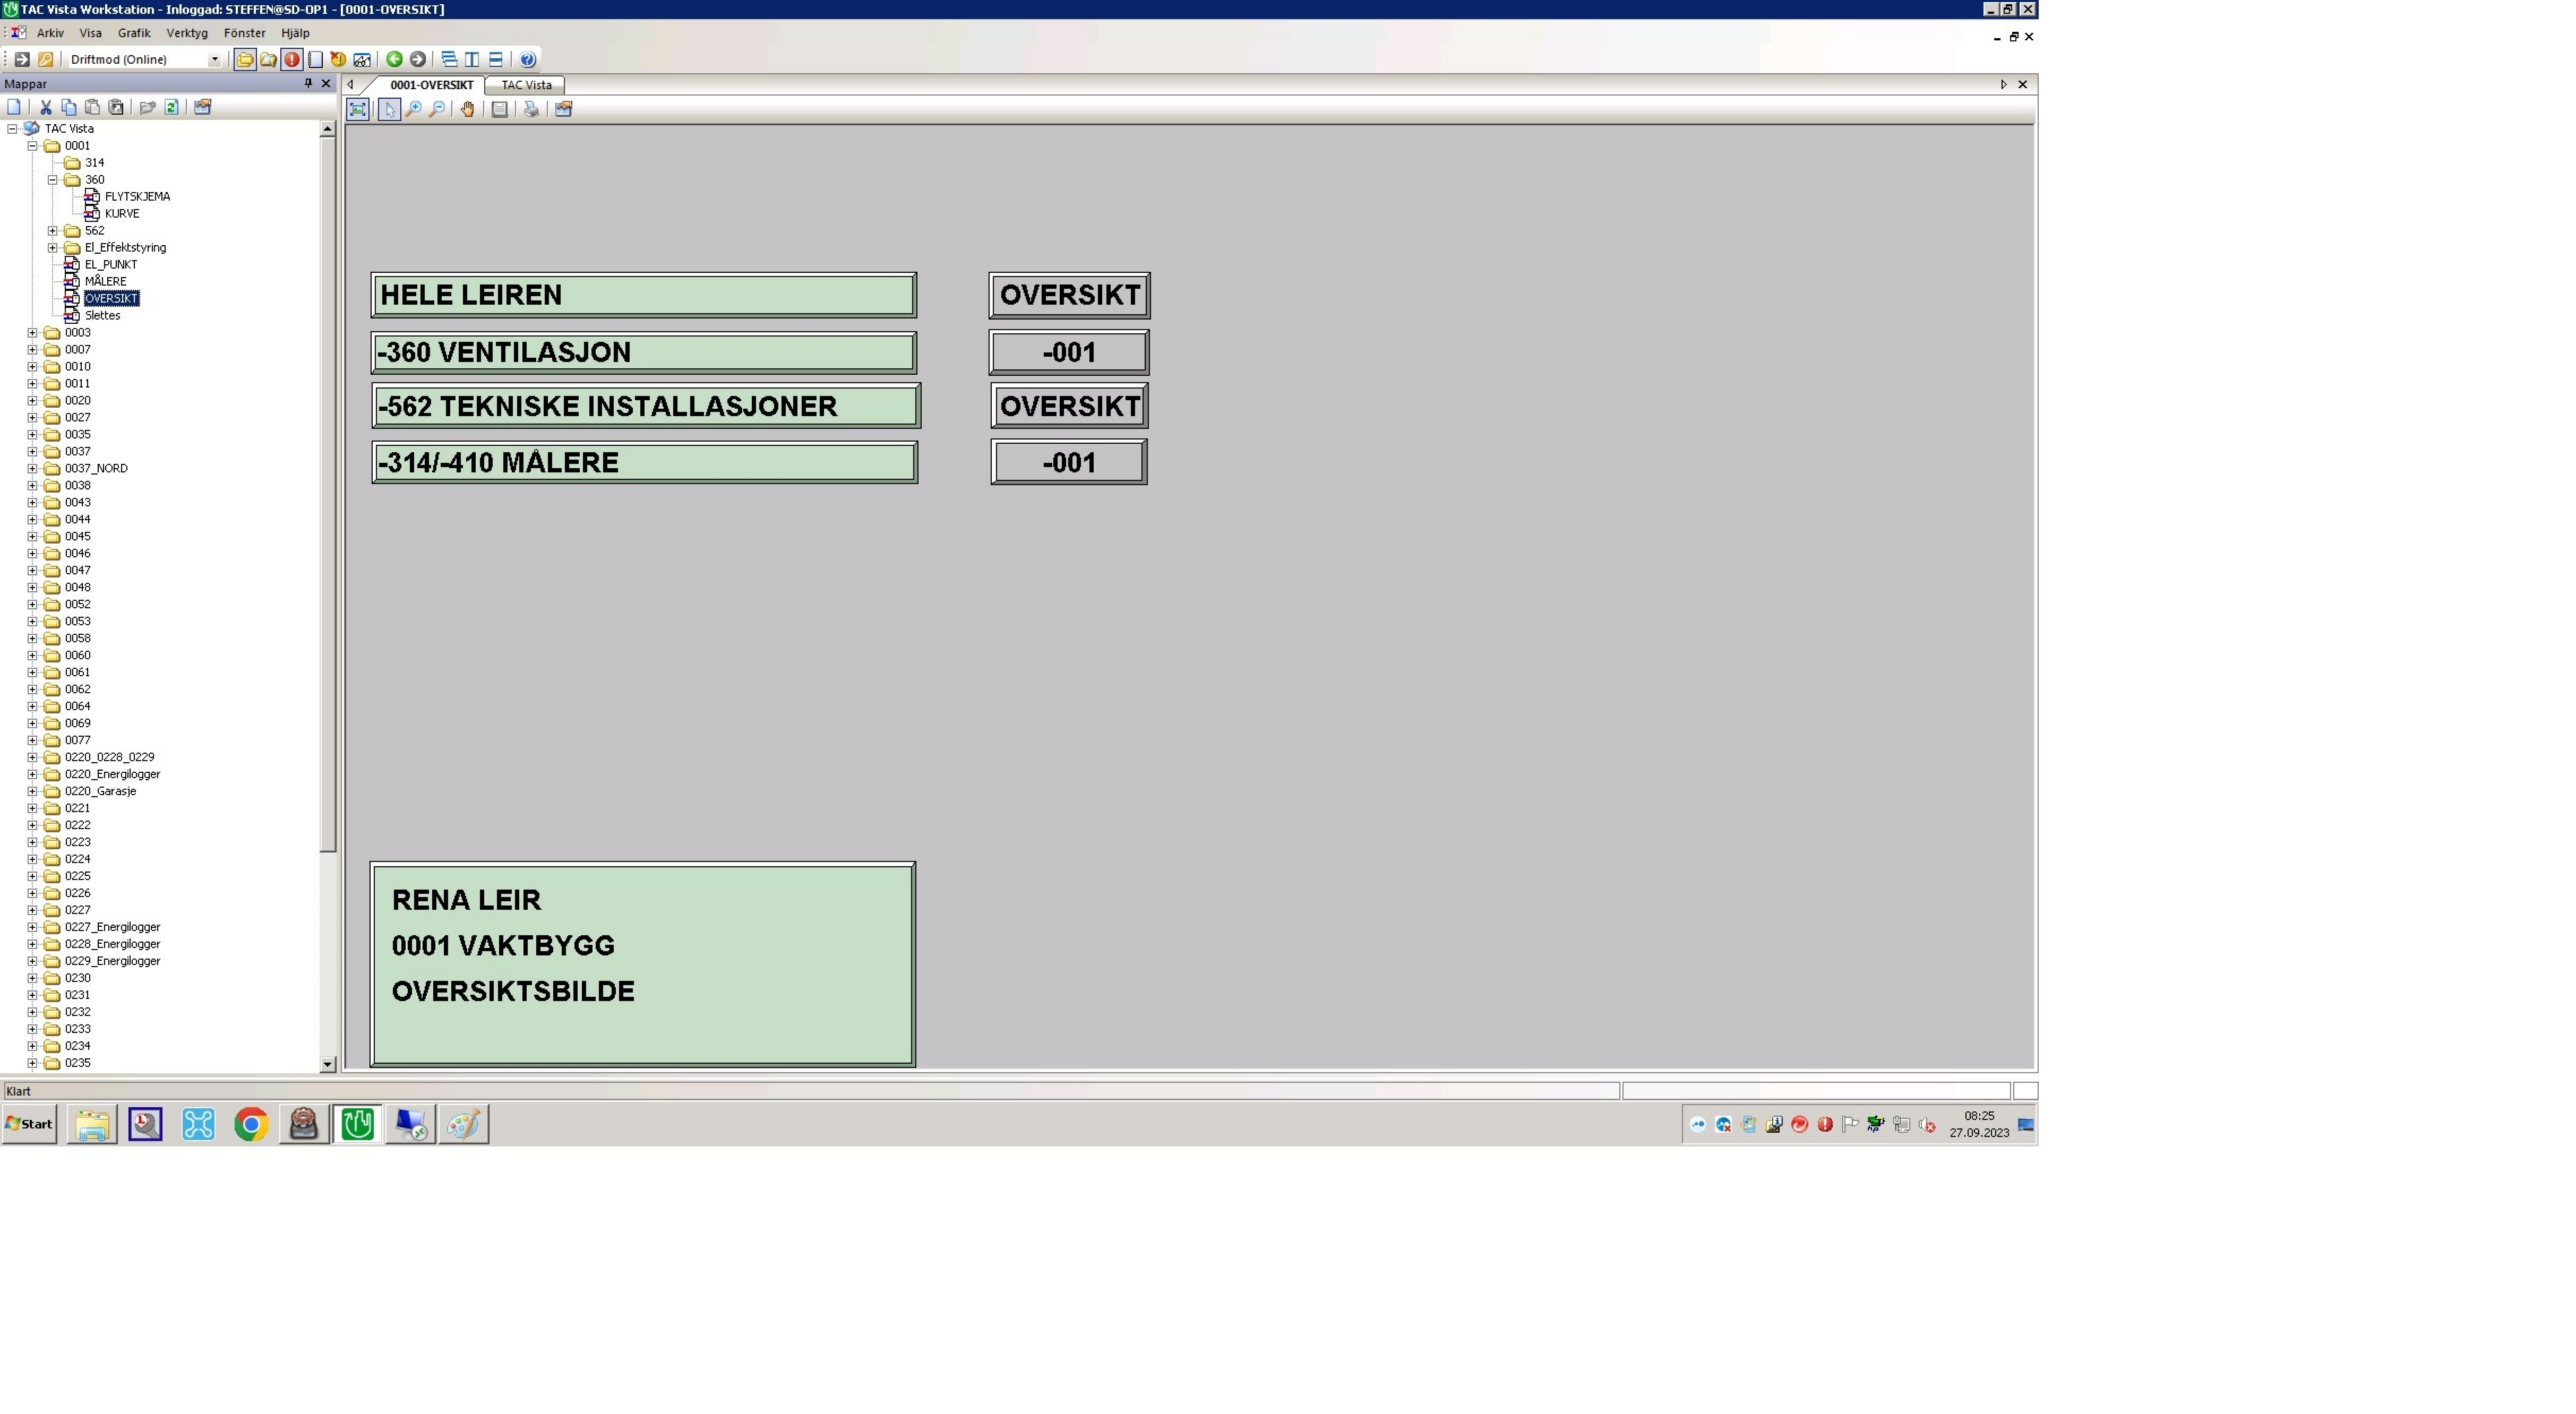 TAC Vista Workstation - Inloggad: STEFFEN@SD-OP1 - [0001-OVERSIKT]
Arkiv Visa Grafik Verktyg Fönster Hjälp
Driftmod (Online)
Mappar
0001-OVERSIKT TAC Vista
TAC Vista
0001
314
360
FLYTSKJEMA
KURVE
562
El_Effektstyring
EL_PUNKT
MÅLERE
OVERSIKT
Slettes
0003
0007
0010
0011
0020
0027
0035
0037
0037_NORD
0038
0043
0044
0045
0046
0047
0048
0052
0053
0058
0060
0061
0062
0064
0069
0077
0220_0228_0229
0220_Energilogger
0220_Garasje
0221
0222
0223
0224
0225
0226
0227
0227_Energilogger
0228_Energilogger
0229_Energilogger
0230
0231
0232
0233
0234
0235
HELE LEIREN OVERSIKT
-360 VENTILASJON -001
-562 TEKNISKE INSTALLASJONER OVERSIKT
-314/-410 MÅLERE -001
RENA LEIR
0001 VAKTBYGG
OVERSIKTSBILDE
Klart
Start
08:25
27.09.2023